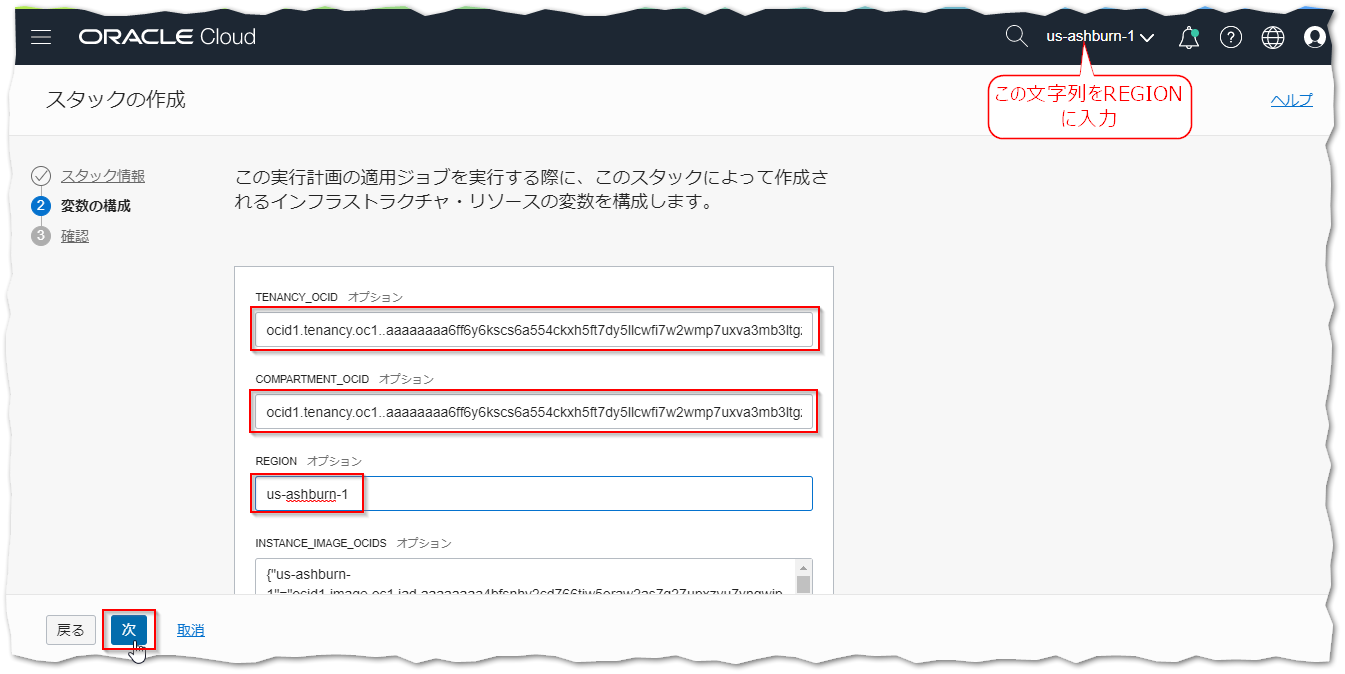 ORACLE Cloud
us-ashburn-1
この文字列をREGION
に入力
スタックの作成
ヘルプ
スタック情報
2 変数の構成
3 確認
この実行計画の適用ジョブを実行する際に、このスタックによって作成さ
れるインフラストラクチャ・リソースの変数を構成します。
TENANCY_OCID オプション
ocid1.tenancy.oc1..aaaaaaaa6ff6y6kscs6a554ckxh5ft7dy5llcwfi7w2wmp7uxva3mb3ltg
COMPARTMENT_OCID オプション
ocid1.tenancy.oc1..aaaaaaaa6ff6y6kscs6a554ckxh5ft7dy5llcwfi7w2wmp7uxva3mb3ltg
REGION オプション
us-ashburn-1
INSTANCE_IMAGE_OCIDS オプション
{"us-ashburn-
戻る
次
取消